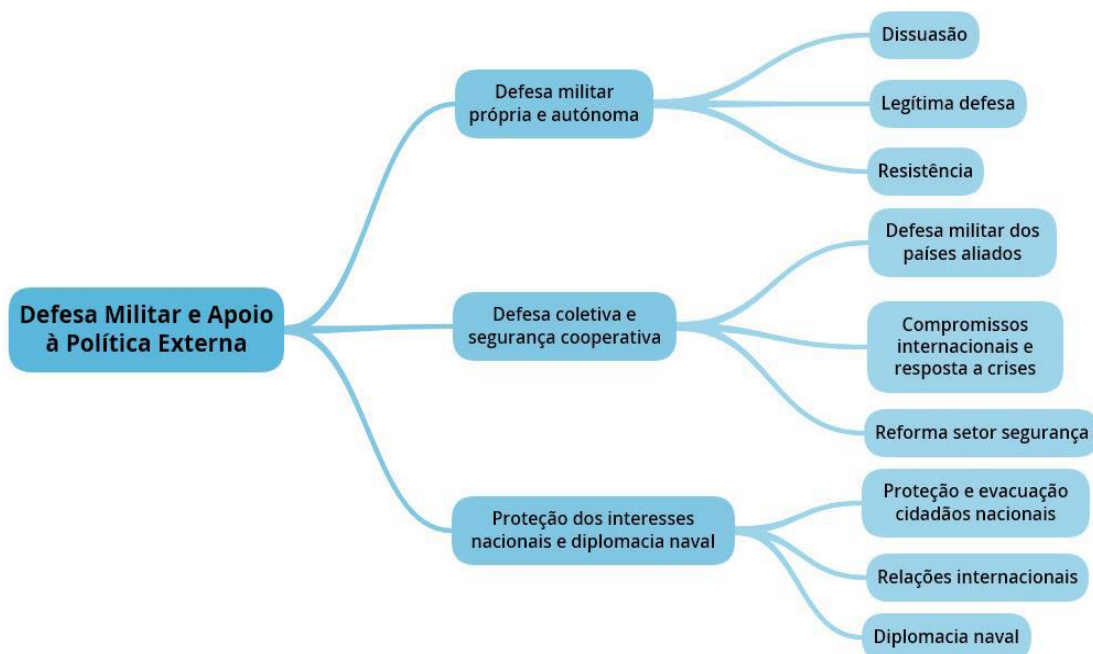 Defesa Militar e Apoio
à Política Externa
Defesa militar
própria e autónoma
Dissuasão
Legítima defesa
Resistência
Defesa coletiva e
segurança cooperativa
Defesa militar dos
países aliados
Compromissos
internacionais e
resposta a crises
Reforma setor segurança
Proteção dos interesses
nacionais e diplomacia naval
Proteção e evacuação
cidadãos nacionais
Relações internacionais
Diplomacia naval